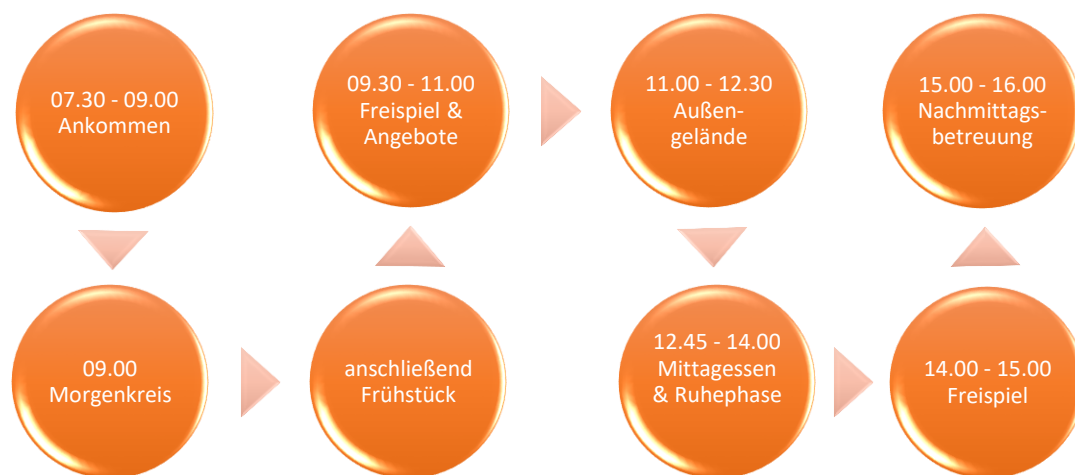 07.30 - 09.00
Ankommen
09.00
Morgenkreis
anschließend
Frühstück
09.30 - 11.00
Freispiel &
Angebote
11.00 - 12.30
Außen-
gelände
12.45 - 14.00
Mittagessen
& Ruhephase
14.00 - 15.00
Freispiel
15.00 - 16.00
Nachmittags-
betreuung